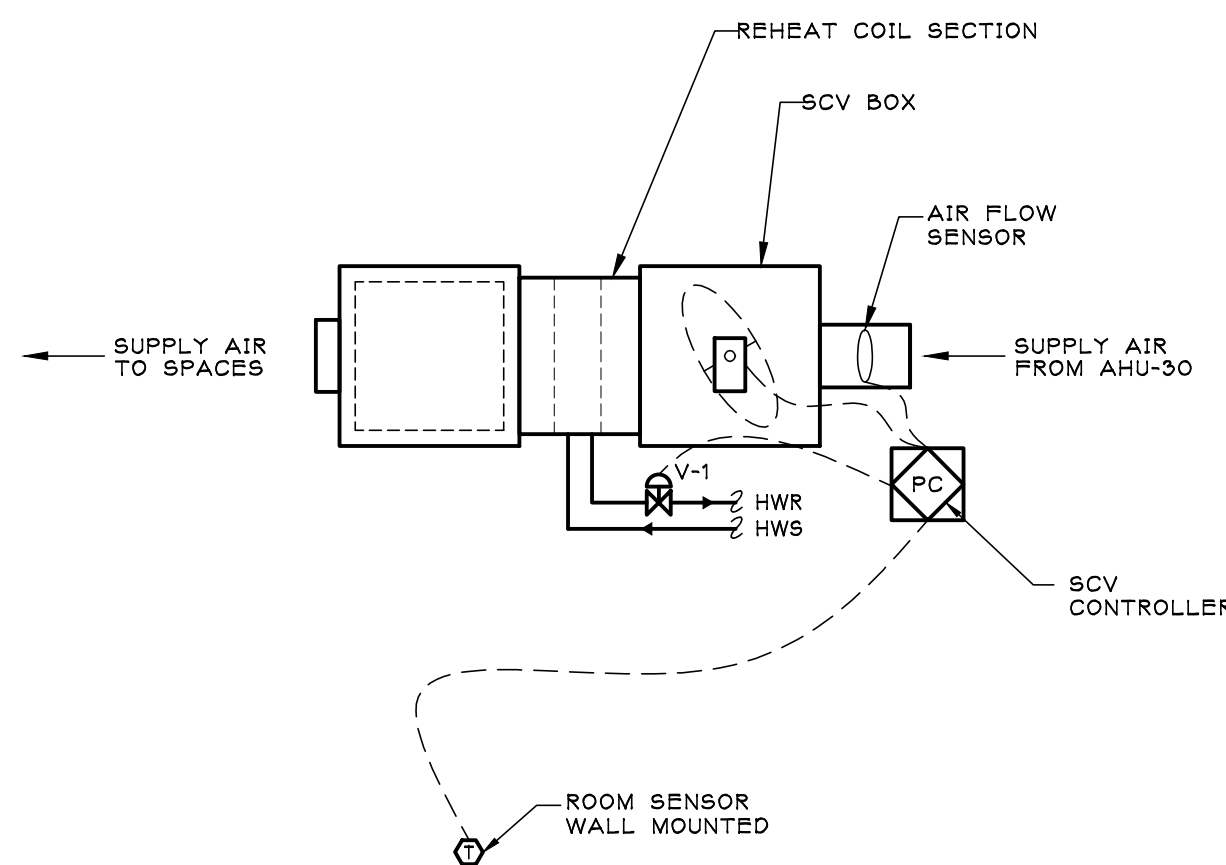 REHEAT COIL SECTION
SCV BOX
AIR FLOW
SENSOR
SUPPLY AIR
TO SPACES
SUPPLY AIR
FROM AHU-30
V-1
PC
HWR
HWS
SCV
CONTROLLER
ROOM SENSOR
WALL MOUNTED
T